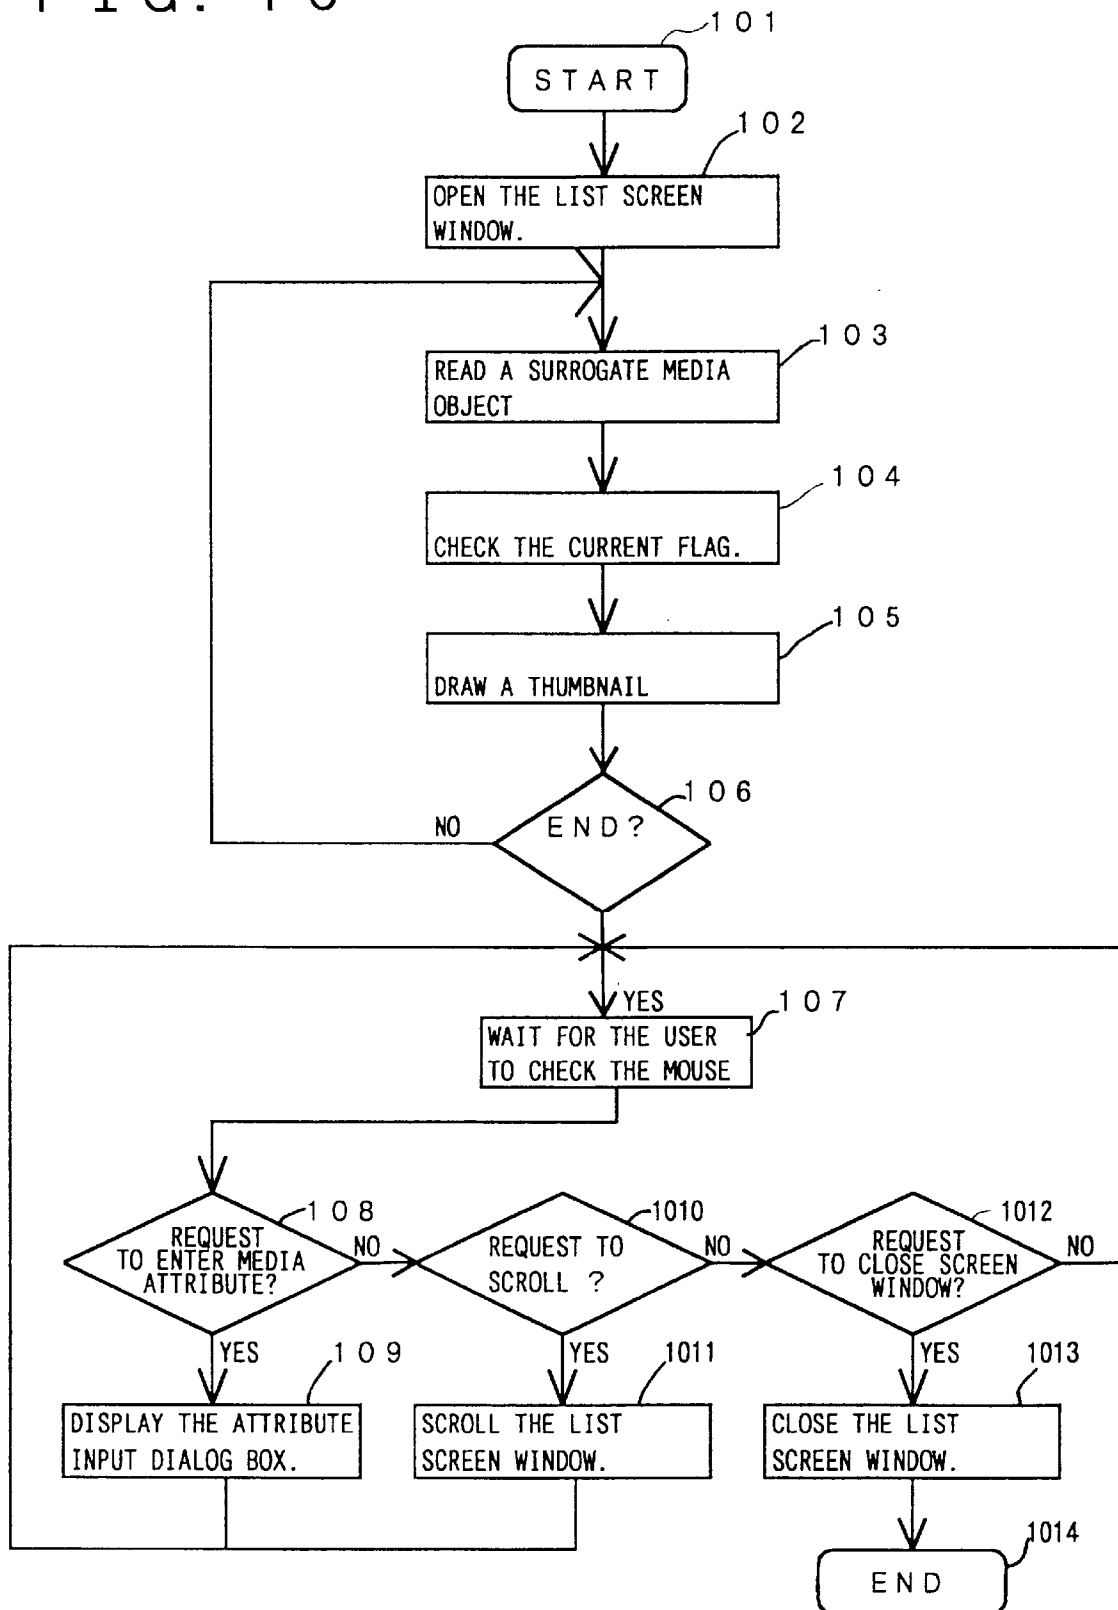 101
START
102
OPEN THE LIST SCREEN
WINDOW.
103
READ A SURROGATE MEDIA
OBJECT
104
CHECK THE CURRENT FLAG.
105
DRAW A THUMBNAIL
106
END?
NO
YES
107
WAIT FOR THE USER
TO CHECK THE MOUSE
108
REQUEST
TO ENTER MEDIA
ATTRIBUTE?
NO
1010
REQUEST TO
SCROLL ?
NO
1012
REQUEST
TO CLOSE SCREEN
WINDOW?
NO
YES
109
DISPLAY THE ATTRIBUTE
INPUT DIALOG BOX.
YES
1011
SCROLL THE LIST
SCREEN WINDOW.
YES
1013
CLOSE THE LIST
SCREEN WINDOW.
1014
END